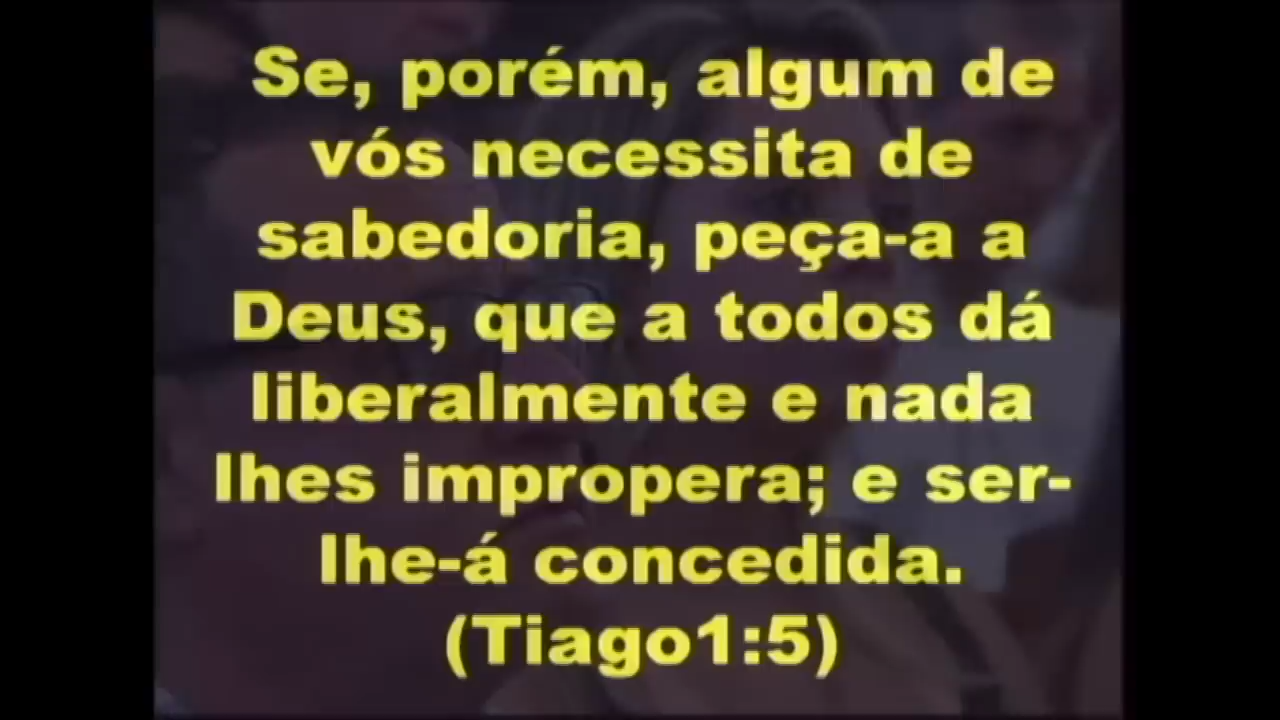 Se, porém, algum de
vós necessita de
sabedoria, peça-a a
Deus, que a todos dá
liberalmente e nada
lhes impropera; e ser-
lhe-á concedida.
(Tiago1:5)